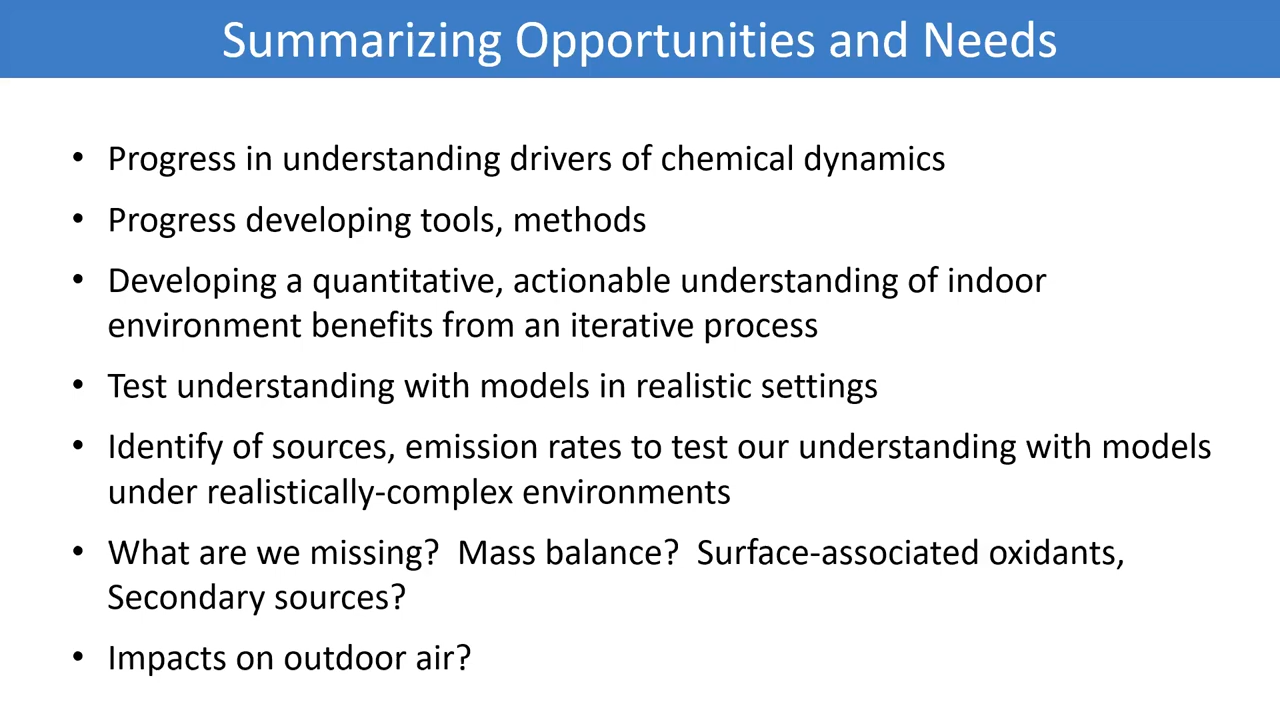 Summarizing Opportunities and Needs
• Progress in understanding drivers of chemical dynamics
• Progress developing tools, methods
• Developing a quantitative, actionable understanding of indoor
environment benefits from an iterative process
• Test understanding with models in realistic settings
• Identify of sources, emission rates to test our understanding with models
under realistically-complex environments
• What are we missing?  Mass balance?  Surface-associated oxidants,
Secondary sources?
• Impacts on outdoor air?